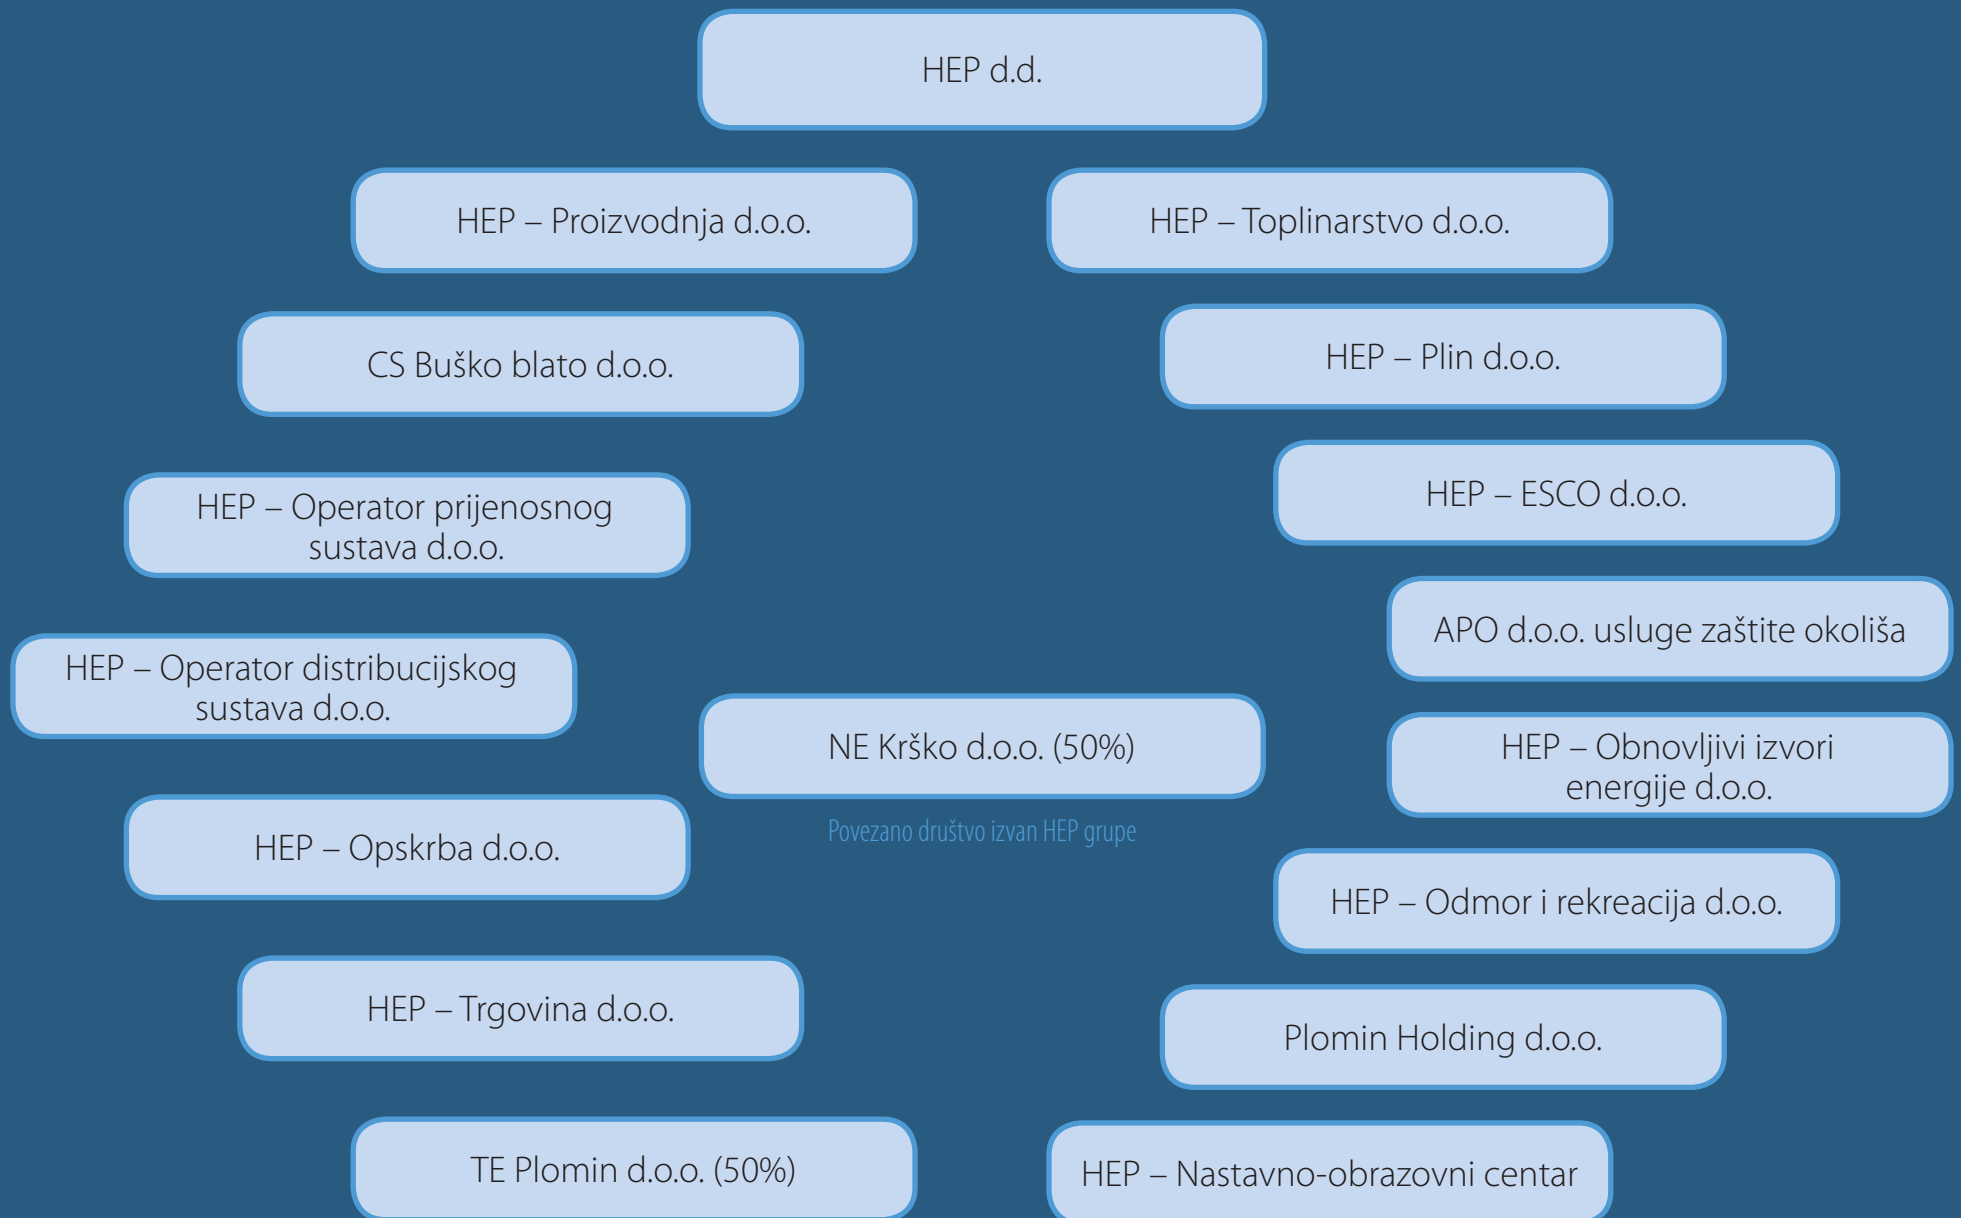 HEP d.d.
HEP – Proizvodnja d.o.o.
HEP – Toplinarstvo d.o.o.
CS Buško blato d.o.o.
HEP – Plin d.o.o.
HEP – Operator prijenosnog
sustava d.o.o.
HEP – ESCO d.o.o.
APO d.o.o. usluge zaštite okoliša
HEP – Operator distribucijskog
sustava d.o.o.
NE Krško d.o.o. (50%)
Povezano društvo izvan HEP grupe
HEP – Obnovljivi izvori
energije d.o.o.
HEP – Opskrba d.o.o.
HEP – Odmor i rekreacija d.o.o.
HEP – Trgovina d.o.o.
Plomin Holding d.o.o.
TE Plomin d.o.o. (50%)
HEP – Nastavno-obrazovni centar